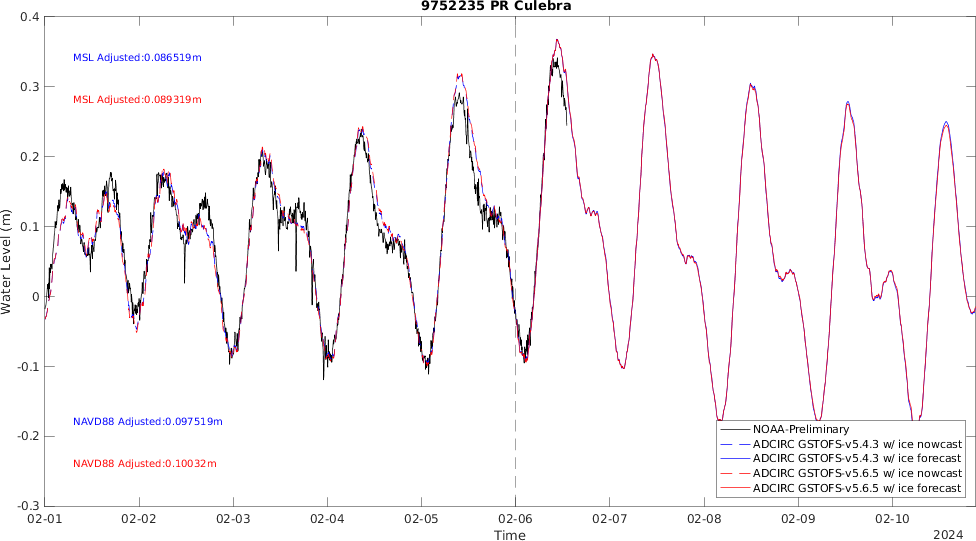 9752235 PR Culebra
0.4
MSL Adjusted:0.086519m
0.3
MSL Adjusted:0.089319m
0.2
0.1
Water Level (m)
0
-0.1
NAVD88 Adjusted:0.097519m
NOAA-Preliminary
-0.2
ADCIRC GSTOFS-v5.4.3 w/ ice nowcast
ADCIRC GSTOFS-v5.4.3 w/ ice forecast
NAVD88 Adjusted:0.10032m
ADCIRC GSTOFS-v5.6.5 w/ ice nowcast
ADCIRC GSTOFS-v5.6.5 w/ ice forecast
-0.3
02-01 02-02 02-03 02-04 02-05 02-06 02-07 02-08 02-09 02-10
Time
2024